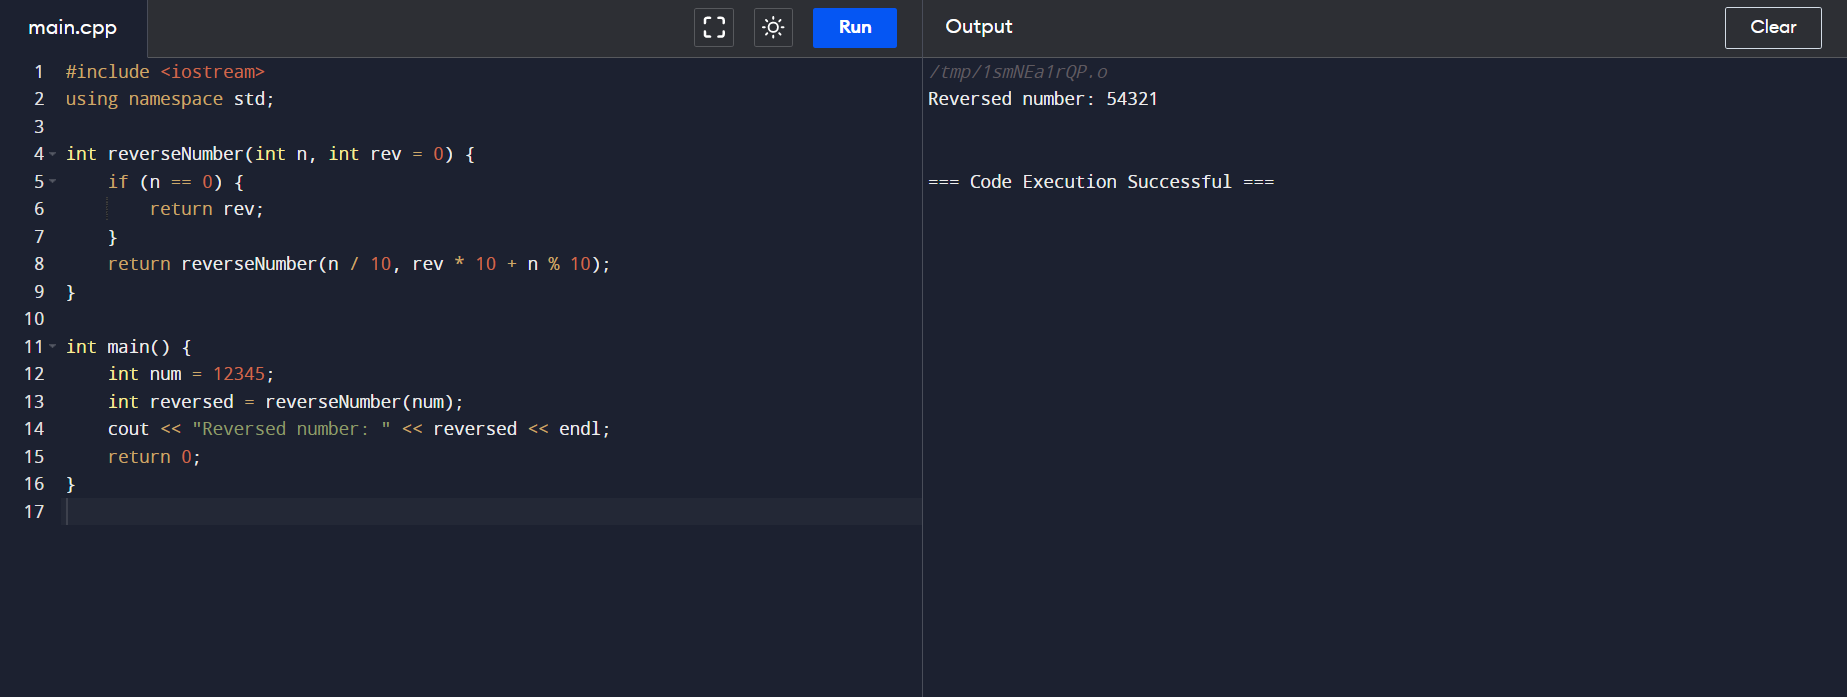 main.cpp
Run
1 #include <iostream>
2 using namespace std;
3
4 int reverseNumber(int n, int rev = 0) {
5     if (n == 0) {
6         return rev;
7     }
8     return reverseNumber(n / 10, rev * 10 + n % 10);
9 }
10
11 int main() {
12     int num = 12345;
13     int reversed = reverseNumber(num);
14     cout << "Reversed number: " << reversed << endl;
15     return 0;
16 }
17
Output
Clear
/tmp/1smNEa1rQP.o
Reversed number: 54321
=== Code Execution Successful ===